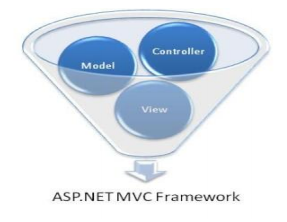 Controller
Model
View
ASP.NET MVC Framework